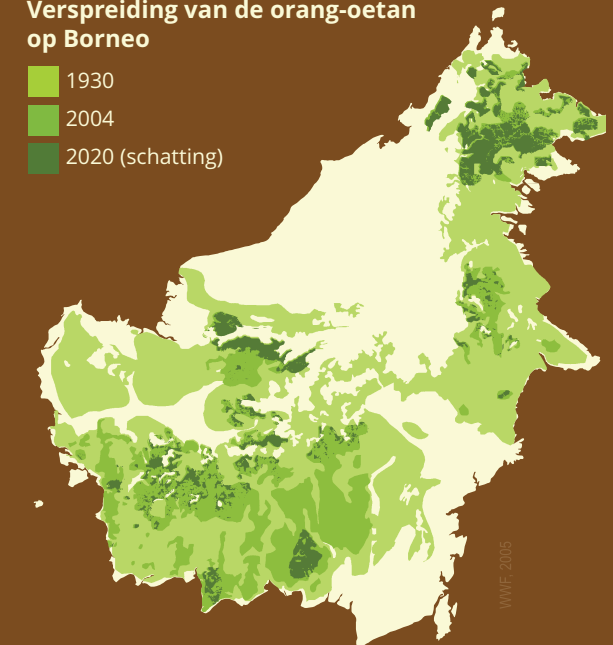 Verspreiding van de orang-oetan
op Borneo
1930
2004
2020 (schatting)
WWF, 2005